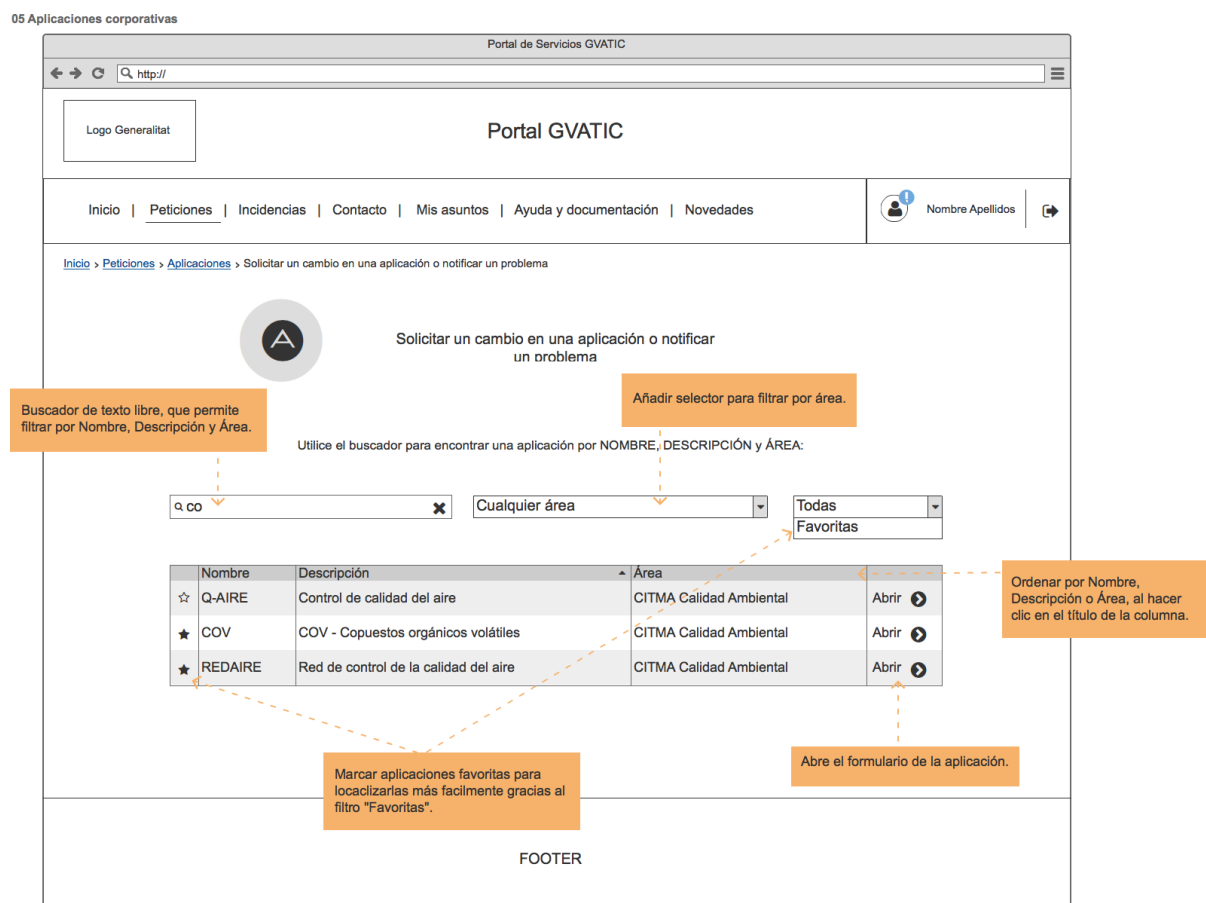 05 Aplicaciones corporativas
Portal de Servicios GVATIC
http://
Logo Generalitat
Portal GVATIC
Inicio | Peticiones | Incidencias | Contacto | Mis asuntos | Ayuda y documentación | Novedades
! Nombre Apellidos
Inicio > Peticiones > Aplicaciones > Solicitar un cambio en una aplicación o notificar un problema
A
Solicitar un cambio en una aplicación o notificar
un problema
Buscador de texto libre, que permite
filtrar por Nombre, Descripción y Área.
Añadir selector para filtrar por área.
Utilice el buscador para encontrar una aplicación por NOMBRE, DESCRIPCIÓN y ÁREA:
co
Cualquier área
Todas
Favoritas
Nombre Descripción Área
Q-AIRE Control de calidad del aire CITMA Calidad Ambiental Abrir
COV COV - Copuestos orgánicos volátiles CITMA Calidad Ambiental Abrir
REDAIRE Red de control de la calidad del aire CITMA Calidad Ambiental Abrir
Ordenar por Nombre,
Descripción o Área, al hacer
clic en el título de la columna.
Marcar aplicaciones favoritas para
locaclizarlas más facilmente gracias al
filtro "Favoritas".
Abre el formulario de la aplicación.
FOOTER